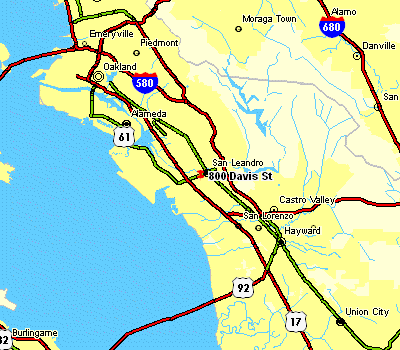 Alamo
Moraga Town
680
Emeryville
Piedmont
Danville
Oakland
580
San
Alameda
61
San Leandro
800 Davis St
Castro Valley
San Lorenzo
Hayward
92
17
Union City
Burlingame
82